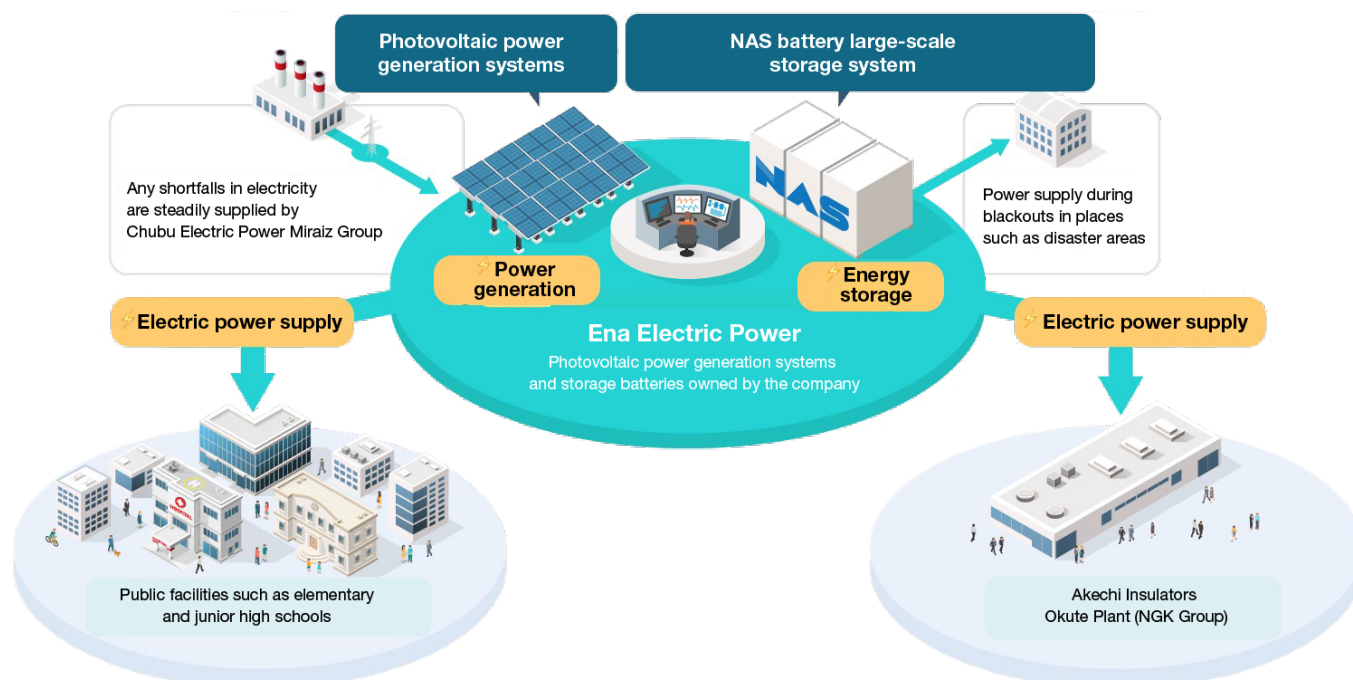 Photovoltaic power
generation systems
NAS battery large-scale
storage system
Any shortfalls in electricity
are steadily supplied by
Chubu Electric Power Miraiz Group
NAS
Power supply during
blackouts in places
such as disaster areas
Power
generation
Energy
storage
Electric power supply
Ena Electric Power
Photovoltaic power generation systems
and storage batteries owned by the company
Electric power supply
H
HOSPITAL
Public facilities such as elementary
and junior high schools
Akechi Insulators
Okute Plant (NGK Group)